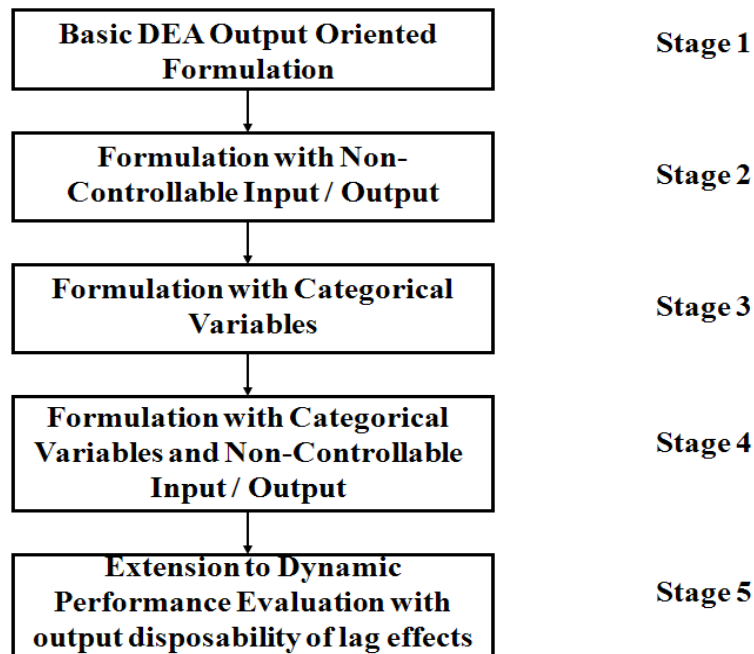 Basic DEA Output Oriented
Formulation
Stage 1
Formulation with Non-
Controllable Input / Output
Stage 2
Formulation with Categorical
Variables
Stage 3
Formulation with Categorical
Variables and Non-Controllable
Input / Output
Stage 4
Extension to Dynamic
Performance Evaluation with
output disposability of lag effects
Stage 5